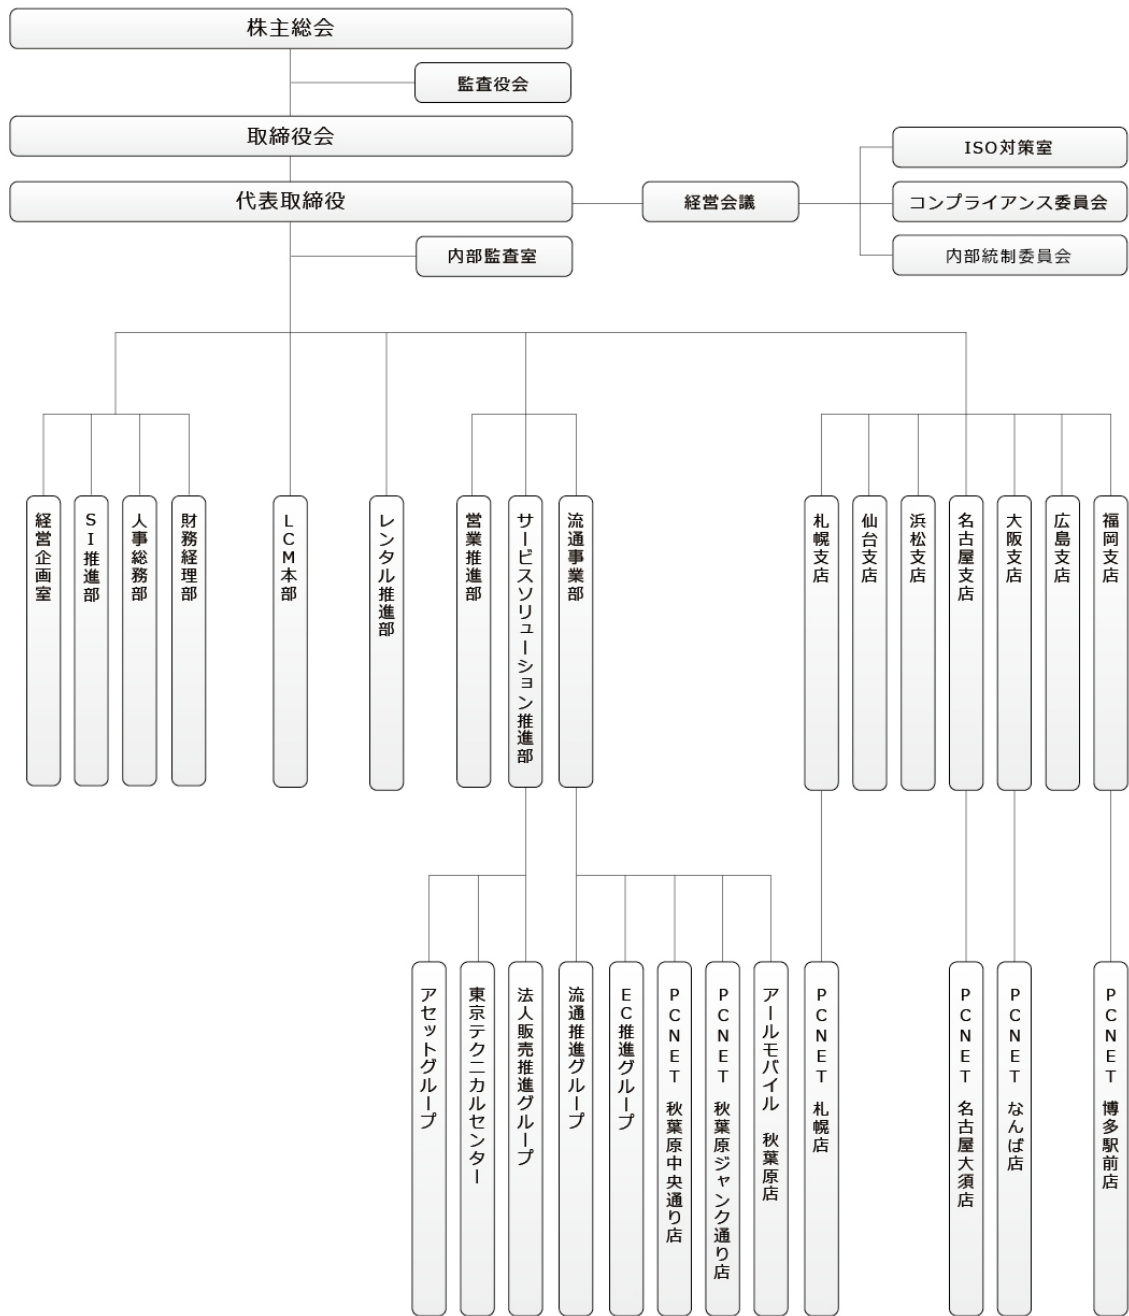 株主総会
監査役会
取締役会
ISO対策室
代表取締役
経営会議
コンプライアンス委員会
内部監査室
内部統制委員会
経営企画室
SI推進部
人事総務部
財務経理部
LCM本部
レンタル推進部
営業推進部
サービスソリューション推進部
流通事業部
札幌支店
仙台支店
浜松支店
名古屋支店
大阪支店
広島支店
福岡支店
アセットグループ
東京テクニカルセンター
法人販売推進グループ
流通推進グループ
EC推進グループ
PCNET 秋葉原中央通り店
PCNET 秋葉原ジャンク通り店
アールモバイル 秋葉原店
PCNET 札幌店
PCNET 名古屋大須店
PCNET なんば店
PCNET 博多駅前店